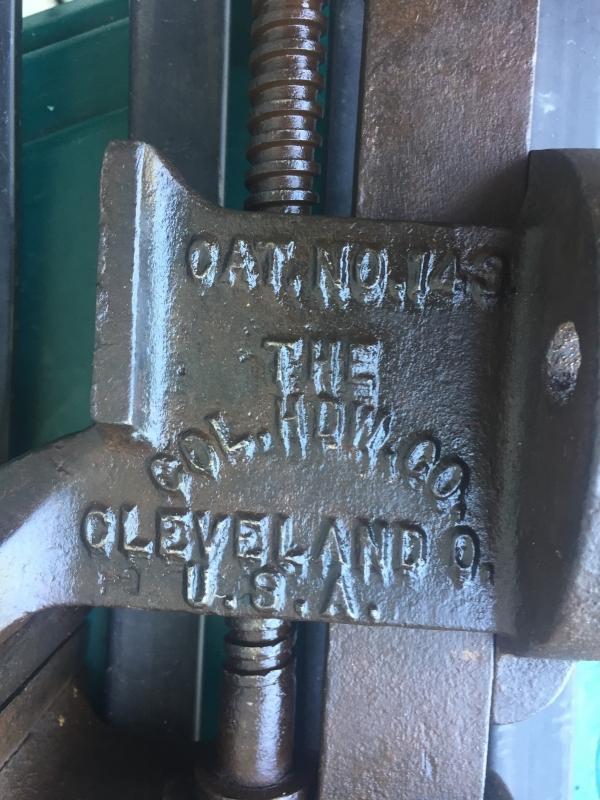 CAT. NO. 143
THE
COL. HDW. CO.
CLEVELAND O.
U.S.A.